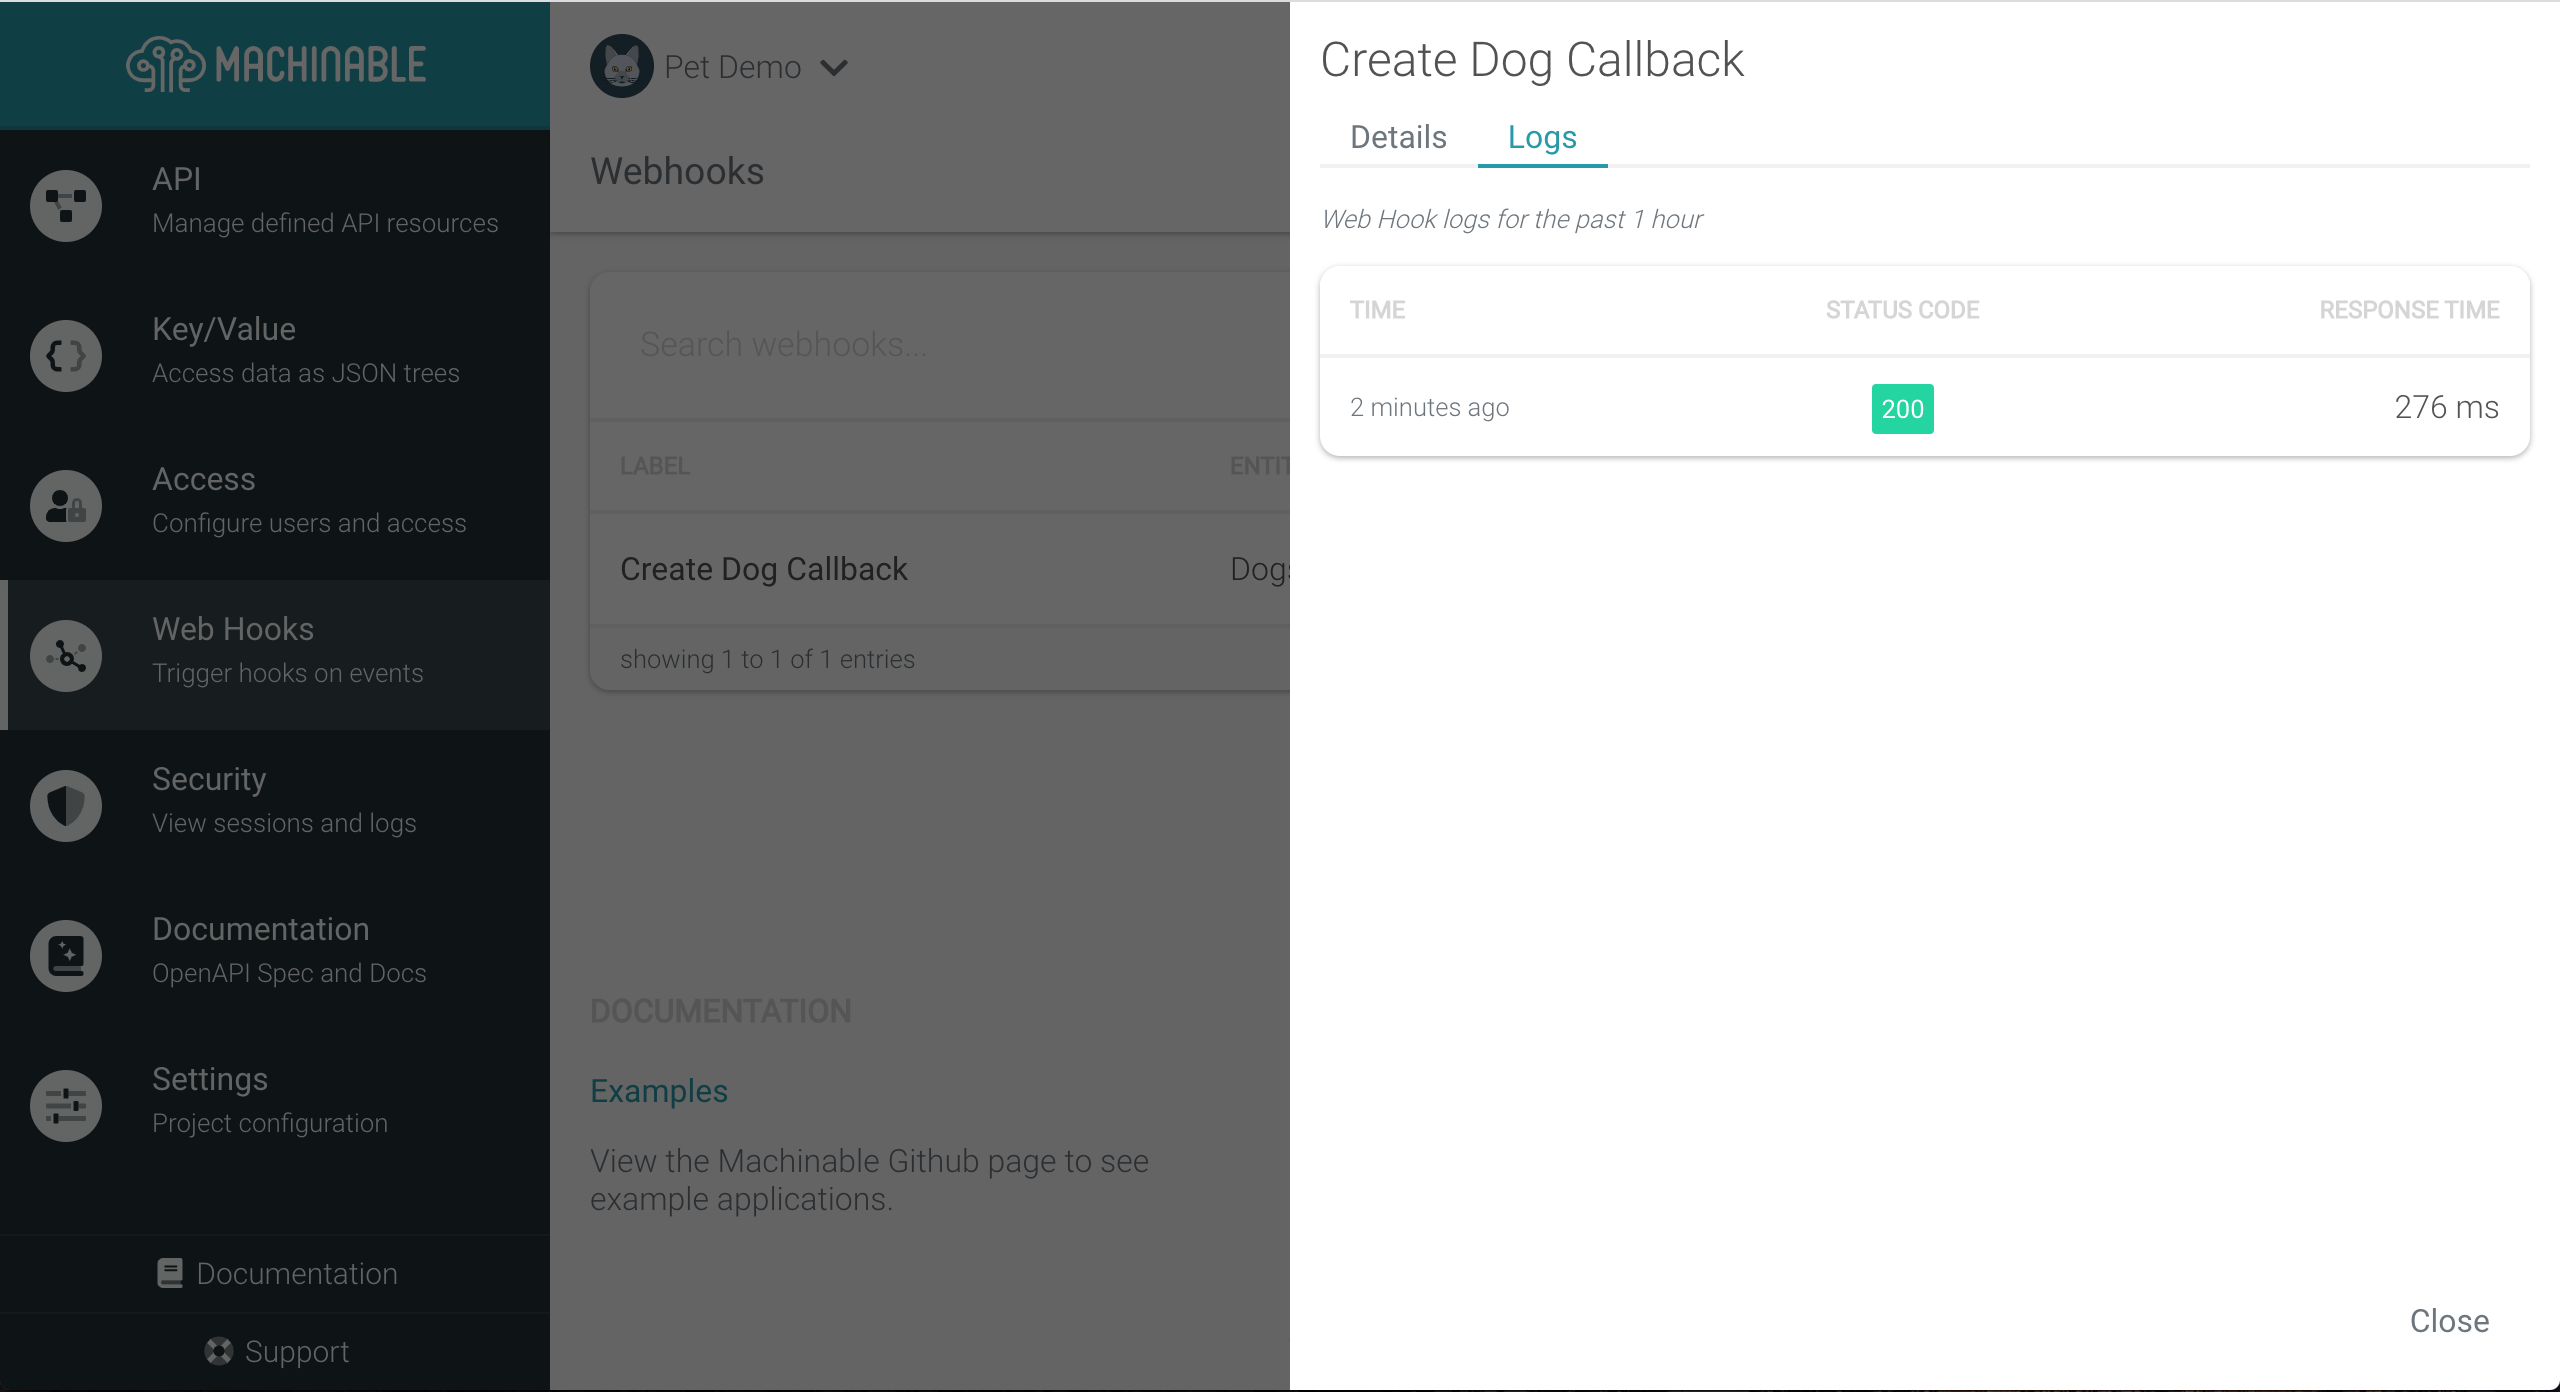 MACHINABLE
API
Manage defined API resources
Key/Value
Access data as JSON trees
Access
Configure users and access
Web Hooks
Trigger hooks on events
Security
View sessions and logs
Documentation
OpenAPI Spec and Docs
Settings
Project configuration
Documentation
Support
Pet Demo
Webhooks
Search webhooks...
LABEL
Create Dog Callback
showing 1 to 1 of 1 entries
DOCUMENTATION
Examples
View the Machinable Github page to see
example applications.
Create Dog Callback
Details Logs
Web Hook logs for the past 1 hour
TIME STATUS CODE RESPONSE TIME
2 minutes ago 200 276 ms
Close